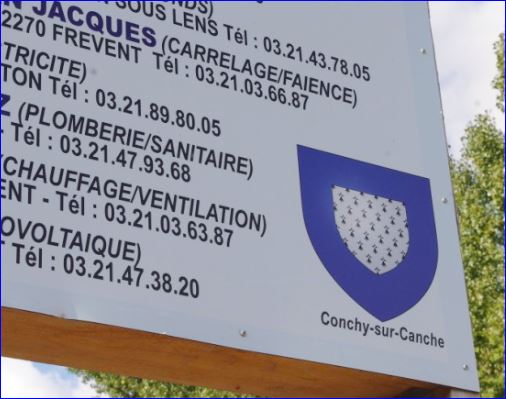 SOUS LENS Tél : 03.21.43.78.05
JACQUES (CARRELAGE/FAIENCE)
2270 FREVENT Tél : 03.21.03.66.87
TRICITE)
TON Tél : 03.21.89.80.05
Z (PLOMBERIE/SANITAIRE)
- Tél : 03.21.47.93.68
CHAUFFAGE/VENTILATION)
ENT - Tél : 03.21.03.63.87
OVOLTAIQUE)
Tél : 03.21.47.38.20
Conchy-sur-Canche